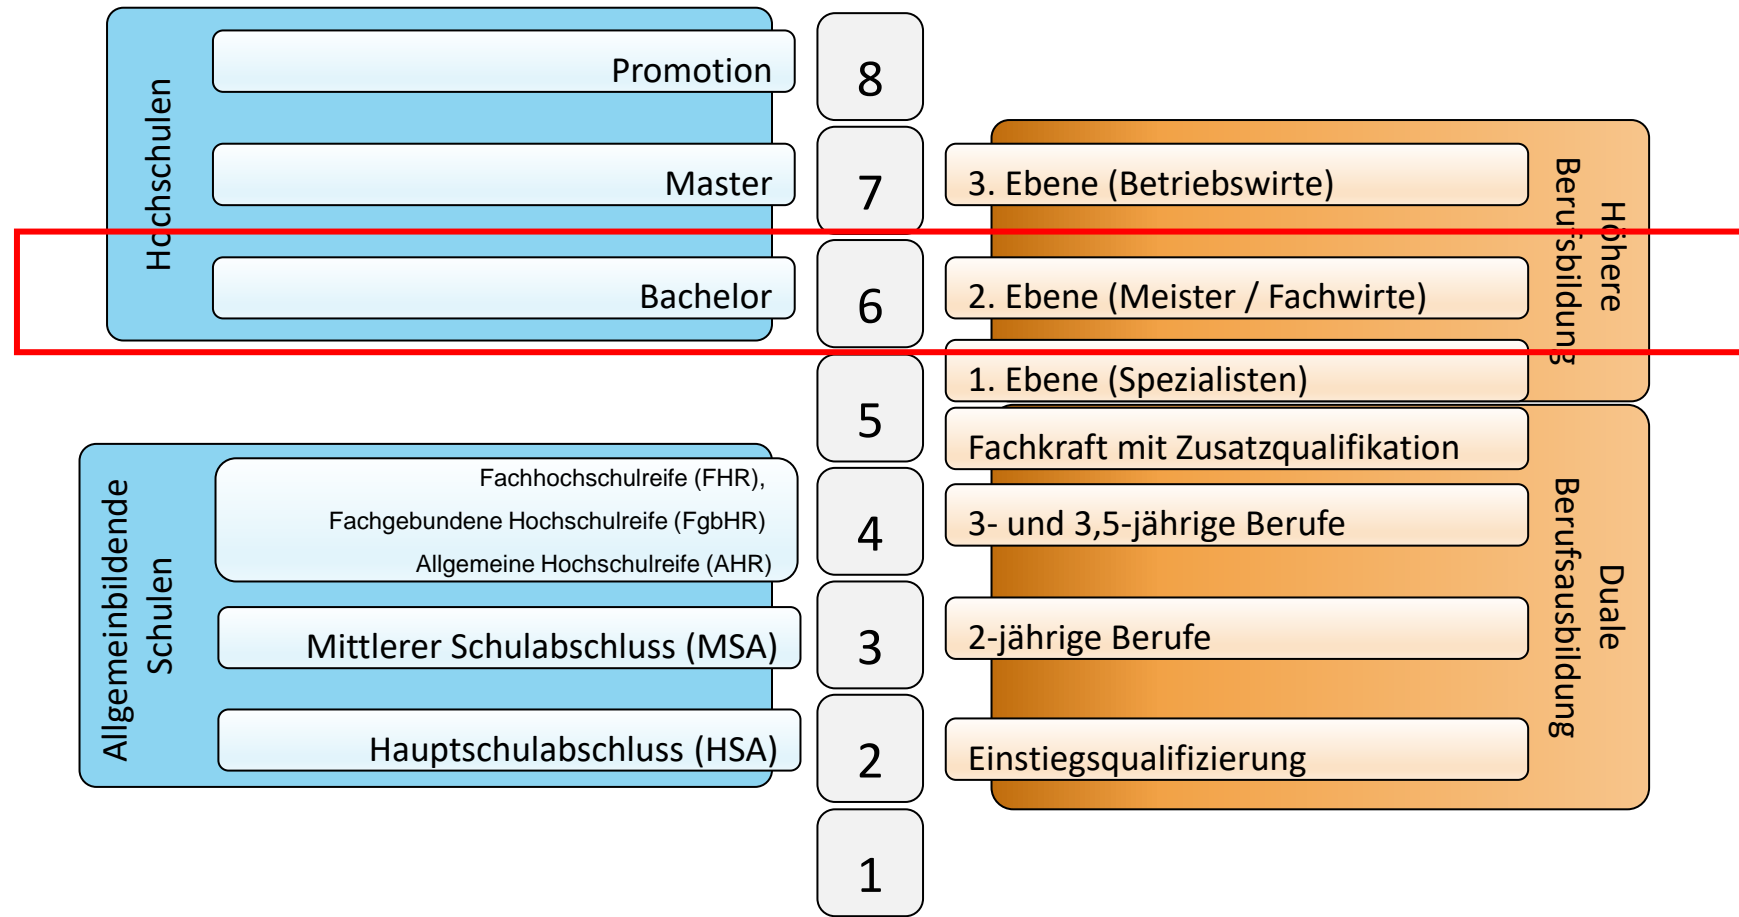 Hochschulen
Promotion
Master
Bachelor
Allgemeinbildende
Schulen
Fachhochschulreife (FHR),
Fachgebundene Hochschulreife (FgbHR)
Allgemeine Hochschulreife (AHR)
Mittlerer Schulabschluss (MSA)
Hauptschulabschluss (HSA)
8
7
6
5
4
3
2
1
3. Ebene (Betriebswirte)
2. Ebene (Meister / Fachwirte)
1. Ebene (Spezialisten)
Höhere
Berufsbildung
Fachkraft mit Zusatzqualifikation
3- und 3,5-jährige Berufe
2-jährige Berufe
Einstiegsqualifizierung
Duale
Berufsausbildung